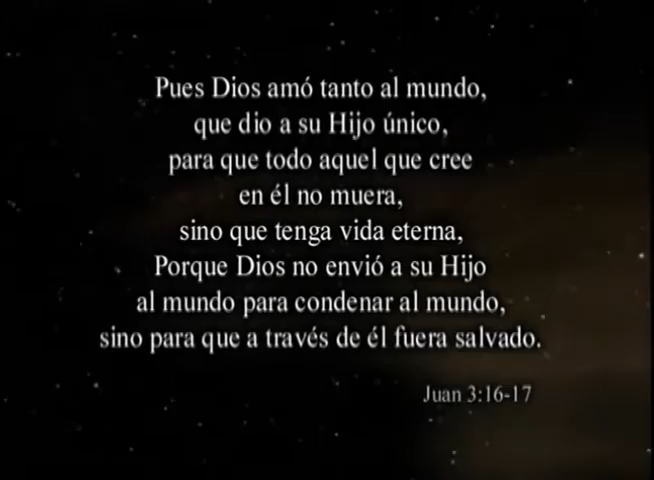 Pues Dios amó tanto al mundo,
que dio a su Hijo único,
para que todo aquel que cree
en él no muera,
sino que tenga vida eterna,
Porque Dios no envió a su Hijo
al mundo para condenar al mundo,
sino para que a través de él fuera salvado.
Juan 3:16-17